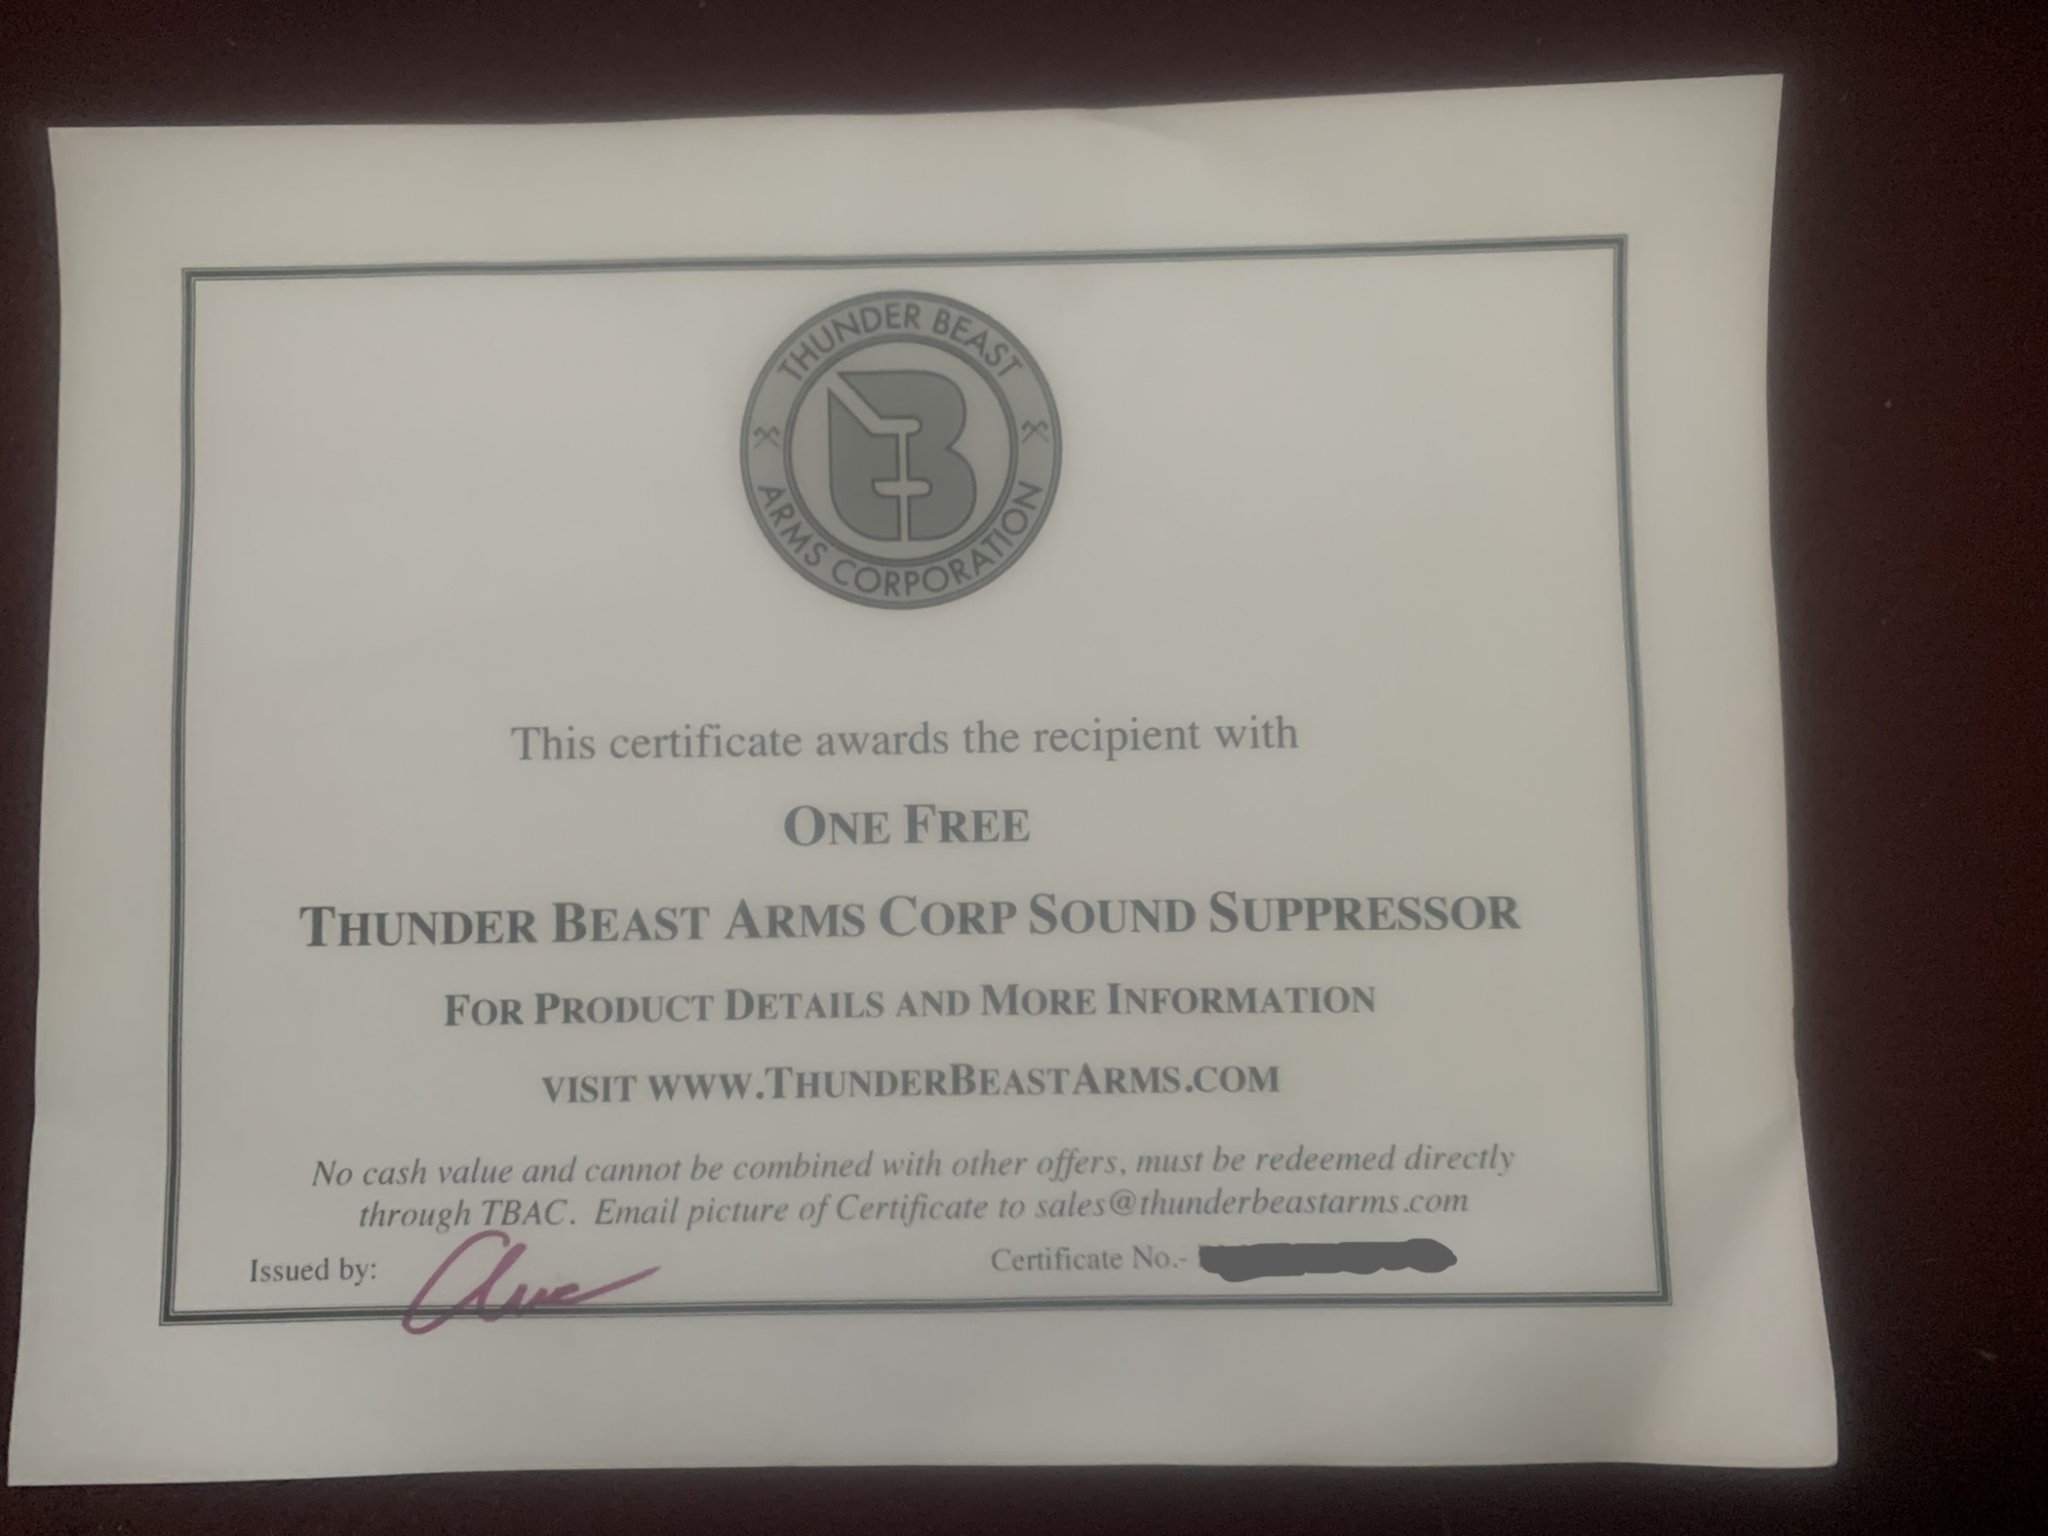 THUNDER BEAST
ARMS CORPORATION
This certificate awards the recipient with
ONE FREE
THUNDER BEAST ARMS CORP SOUND SUPPRESSOR
FOR PRODUCT DETAILS AND MORE INFORMATION
VISIT WWW.THUNDERBEASTARMS.COM
No cash value and cannot be combined with other offers, must be redeemed directly
through TBAC. Email picture of Certificate to sales@thunderbeastarms.com
Issued by:
Certificate No.-